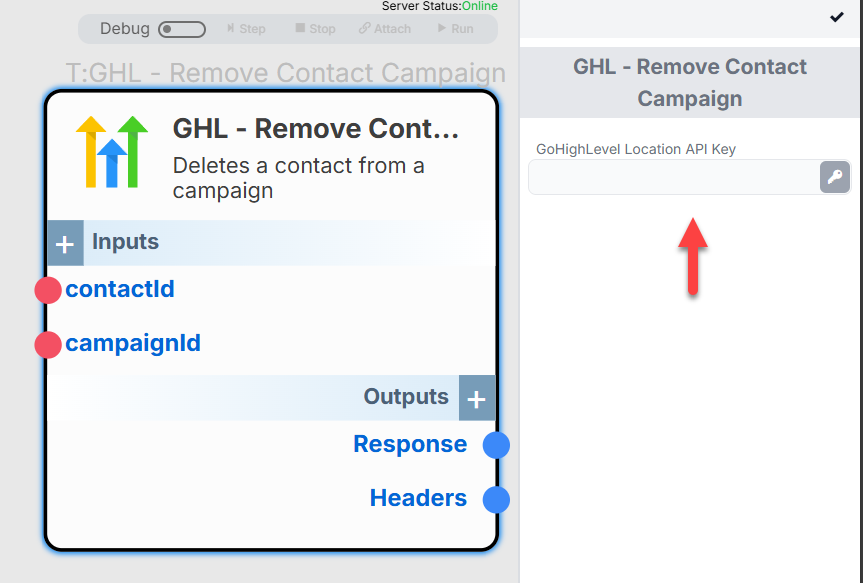 Server Status:Online
Debug Step Stop Attach Run
T:GHL - Remove Contact Campaign
GHL - Remove Cont...
Deletes a contact from a
campaign
+ Inputs
contactId
campaignId
Outputs +
Response
Headers
GHL - Remove Contact
Campaign
GoHighLevel Location API Key